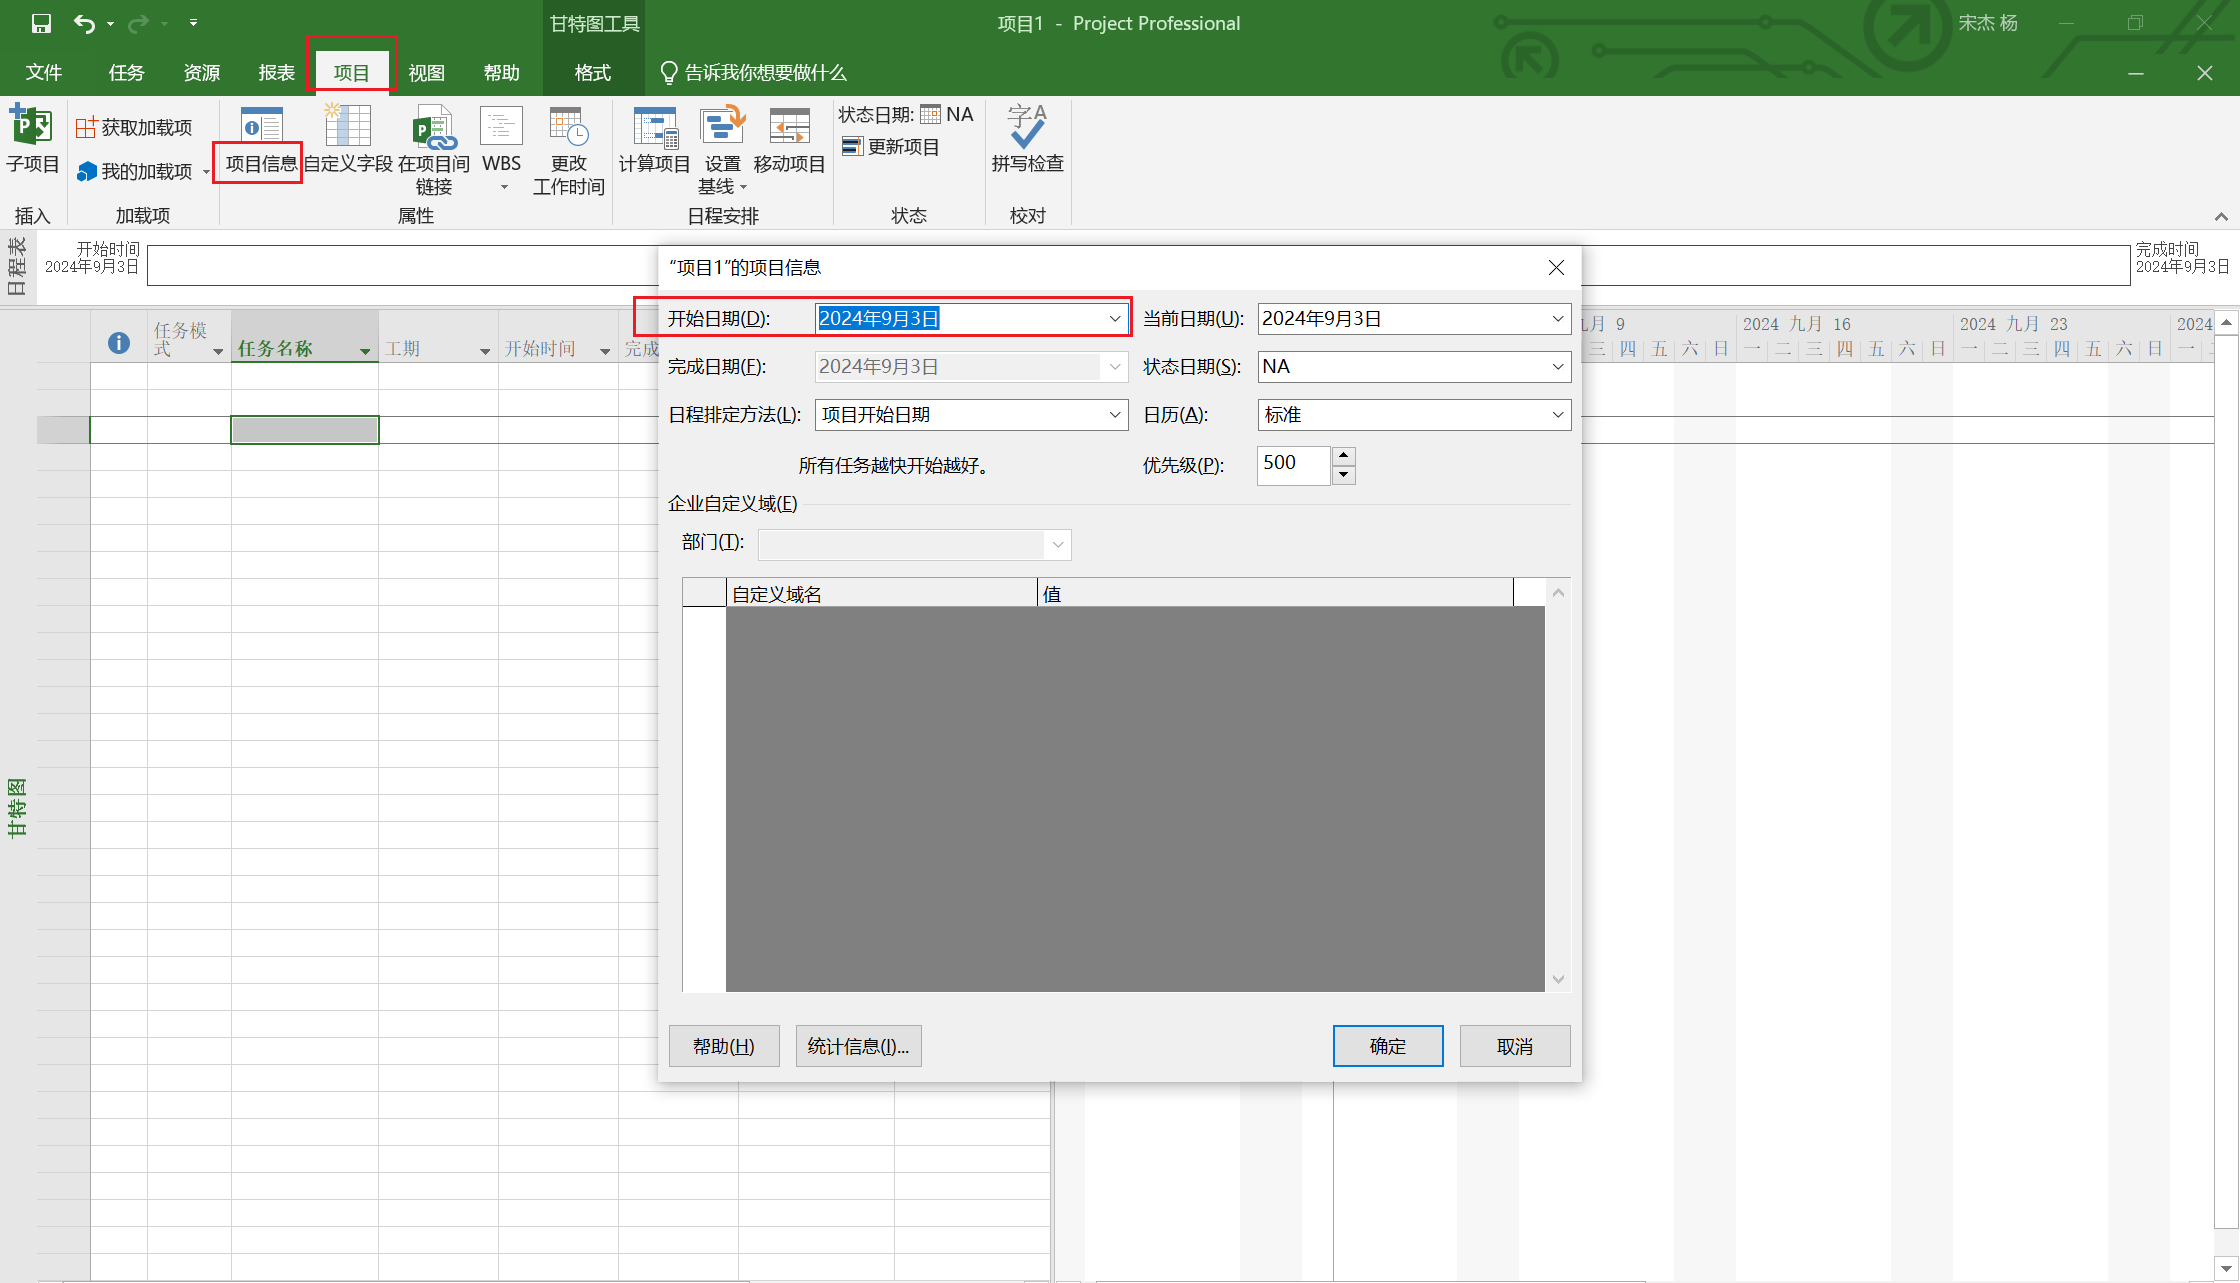 甘特图工具
项目1 - Project Professional
宋杰 杨
文件 任务 资源 报表 项目 视图 帮助 格式 告诉我你想要做什么
子项目
获取加载项
我的加载项
项目信息
自定义字段
在项目间
链接
WBS
更改
工作时间
计算项目
设置
基线
移动项目
状态日期: NA
更新项目
字A
拼写检查
插入 加载项 属性 日程安排 状态 校对
日程表
开始时间
2024年9月3日
完成时间
2024年9月3日
“项目1”的项目信息
开始日期(D): 2024年9月3日
当前日期(U): 2024年9月3日
完成日期(F): 2024年9月3日
状态日期(S): NA
日程排定方法(L): 项目开始日期
日历(A): 标准
所有任务越快开始越好。
优先级(P): 500
企业自定义域(E)
部门(T):
自定义域名 值
帮助(H) 统计信息(I)... 确定 取消
任务模
式
任务名称
工期
开始时间
完成
九月 9
2024 九月 16
2024 九月 23
2024
三 四 五 六 日 一 二 三 四 五 六 日 一 二 三 四 五 六 日 一
甘特图